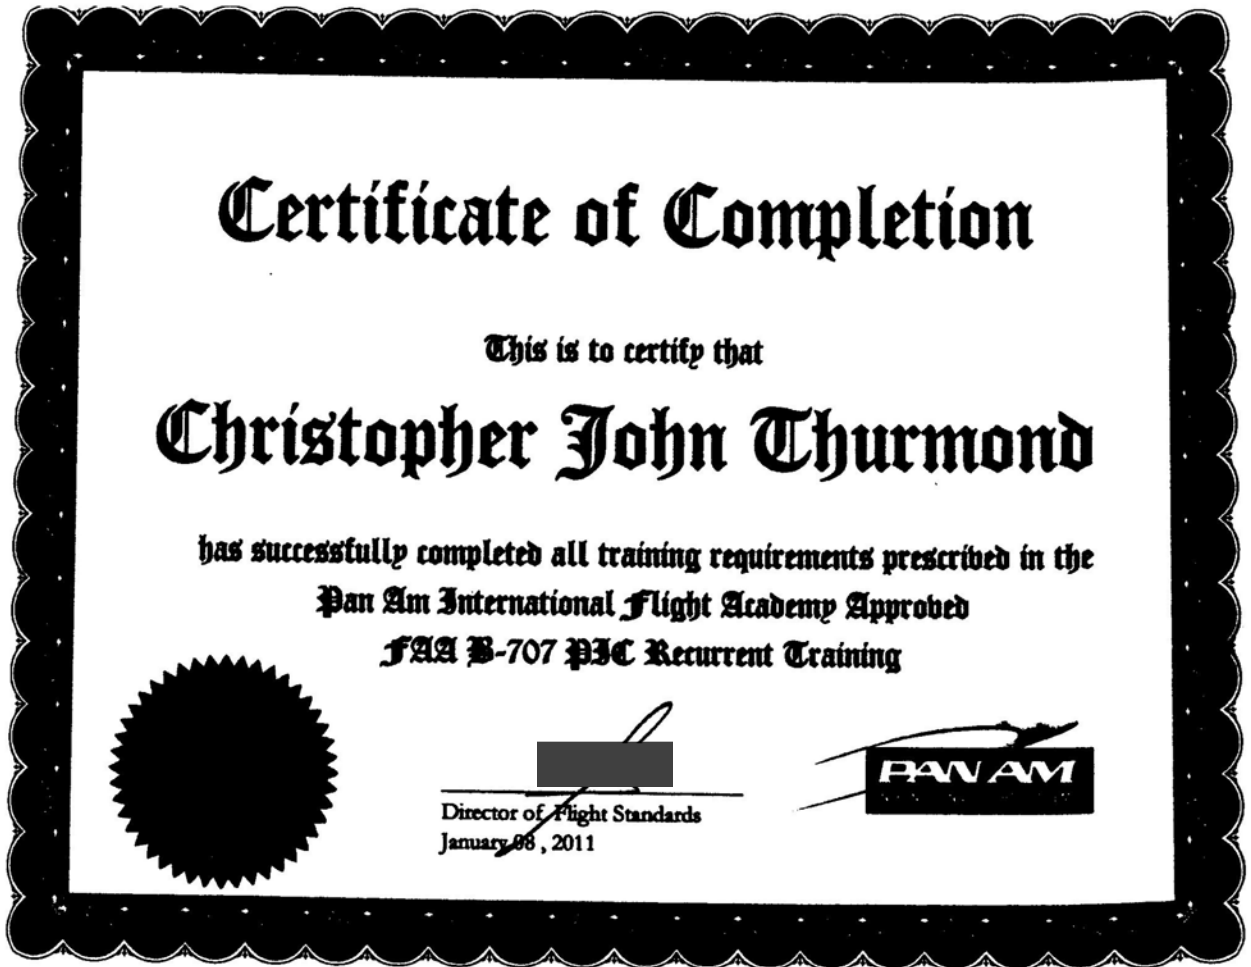 Certificate of Completion
This is to certify that
Christopher John Thurmond
has successfully completed all training requirements prescribed in the
Pan Am International Flight Academy Approved
FAA B-707 PIC Recurrent Training
Director of Flight Standards
January 08, 2011
PAN AM